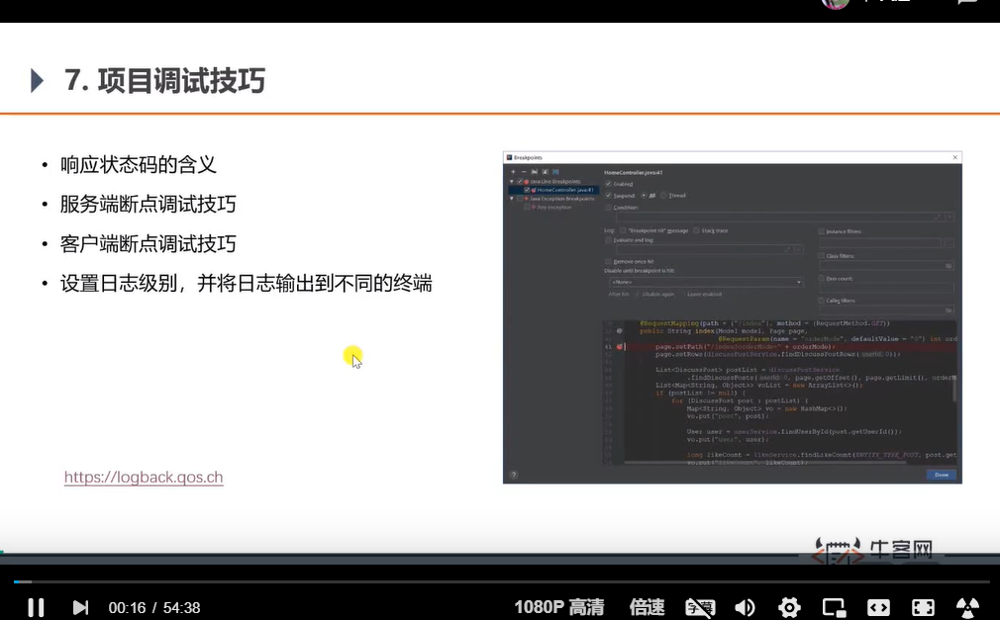 7. 项目调试技巧
• 响应状态码的含义
• 服务端断点调试技巧
• 客户端断点调试技巧
• 设置日志级别，并将日志输出到不同的终端
https://logback.qos.ch
Breakpoints
Java Line Breakpoints
HomeController.java:41
Java Exception Breakpoints
Any exception
HomeController.java:41
Enabled
Suspend: All Thread
Condition:
Log: "Breakpoint hit" message Stack trace
Evaluate and log:
Remove once hit
Disable until breakpoint is hit:
<None>
After hit: Disable again Leave enabled
Instance filters:
Class filters:
Pass count:
Caller filters:
@RequestMapping(path = {"/index"}, method = {RequestMethod.GET})
public String index(Model model, Page page,
@RequestParam(name = "orderMode", defaultValue = "0") int ord
41
page.setPath("/index?orderMode=" + orderMode);
page.setRows(discussPostService.findDiscussPostRows(userId: 0));
List<DiscussPost> postList = discussPostService
.findDiscussPosts(userId: 0, page.getOffset(), page.getLimit(), orderM
List<Map<String, Object>> voList = new ArrayList<>();
if (postList != null) {
for (DiscussPost post : postList) {
Map<String, Object> vo = new HashMap<>();
vo.put("post", post);
User user = userService.findUserById(post.getUserId());
vo.put("user", user);
long likeCount = likeService.findLikeCount(ENTITY_TYPE_POST, post.get
vo.put("likeCount", likeCount);
?
Done
牛客网
00:16 / 54:38
1080P 高清
倍速
字幕